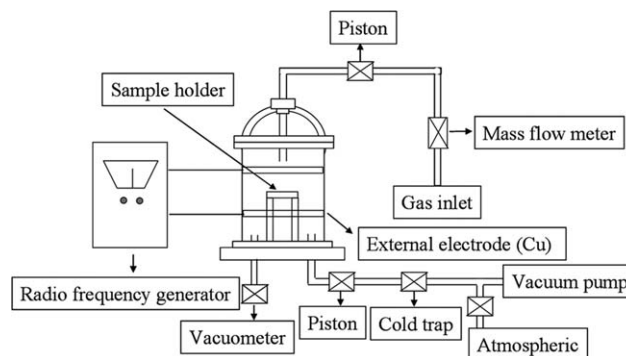 Piston
Sample holder
Mass flow meter
Gas inlet
External electrode (Cu)
Radio frequency generator
Vacuum pump
Vacuometer
Piston
Cold trap
Atmospheric